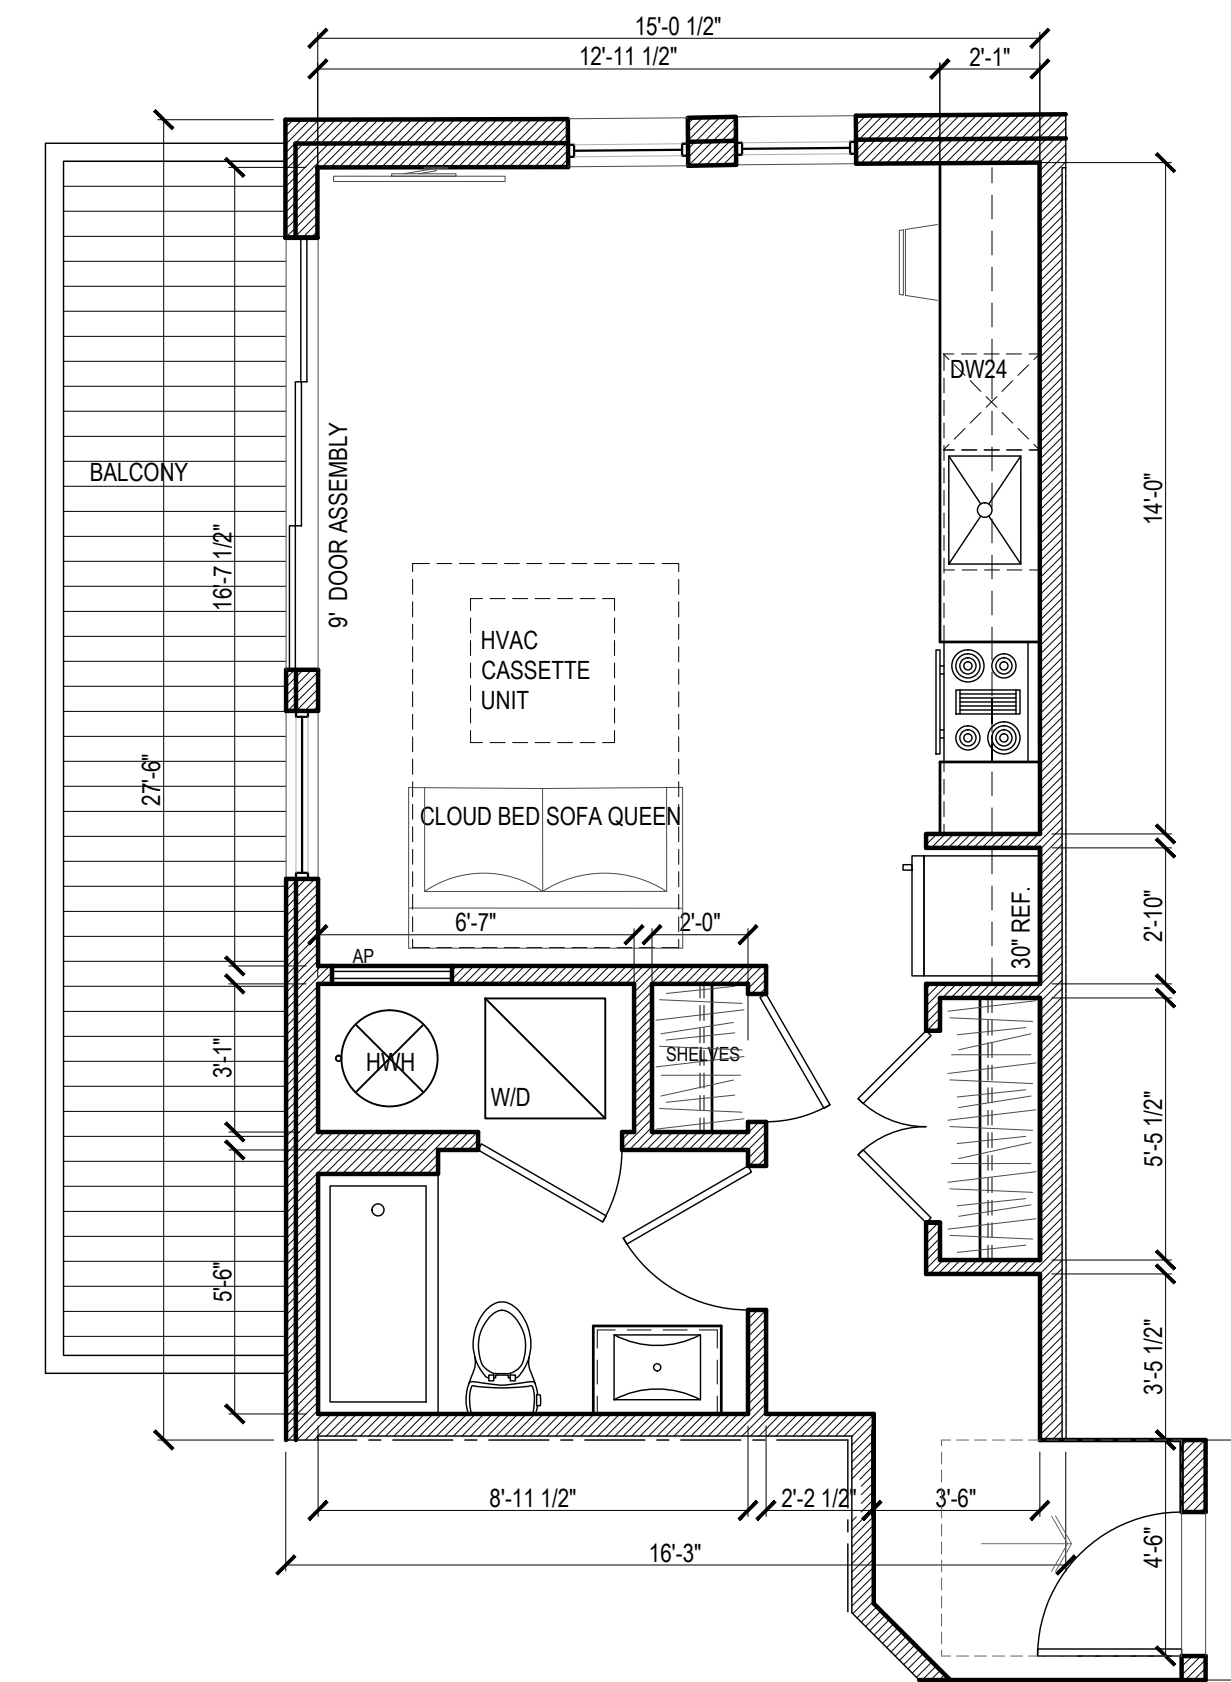 15'-0 1/2"
12'-11 1/2"
2'-1"
DW24
BALCONY
9' DOOR ASSEMBLY
14'-0"
16'-7 1/2"
HVAC
CASSETTE
UNIT
27'-6"
CLOUD BED SOFA QUEEN
6'-7"
2'-0"
30" REF.
2'-10"
AP
3'-1"
HWH
W/D
SHELVES
5'-5 1/2"
5'-6"
3'-5 1/2"
8'-11 1/2"
2'-2 1/2"
3'-6"
4'-6"
16'-3"